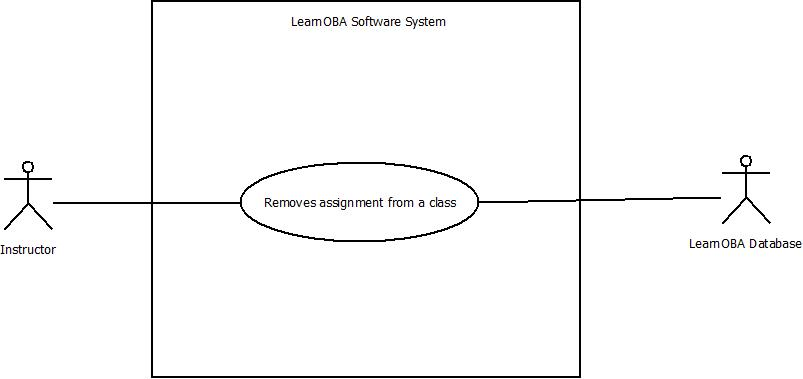 LearnOBA Software System
Removes assignment from a class
Instructor
LearnOBA Database